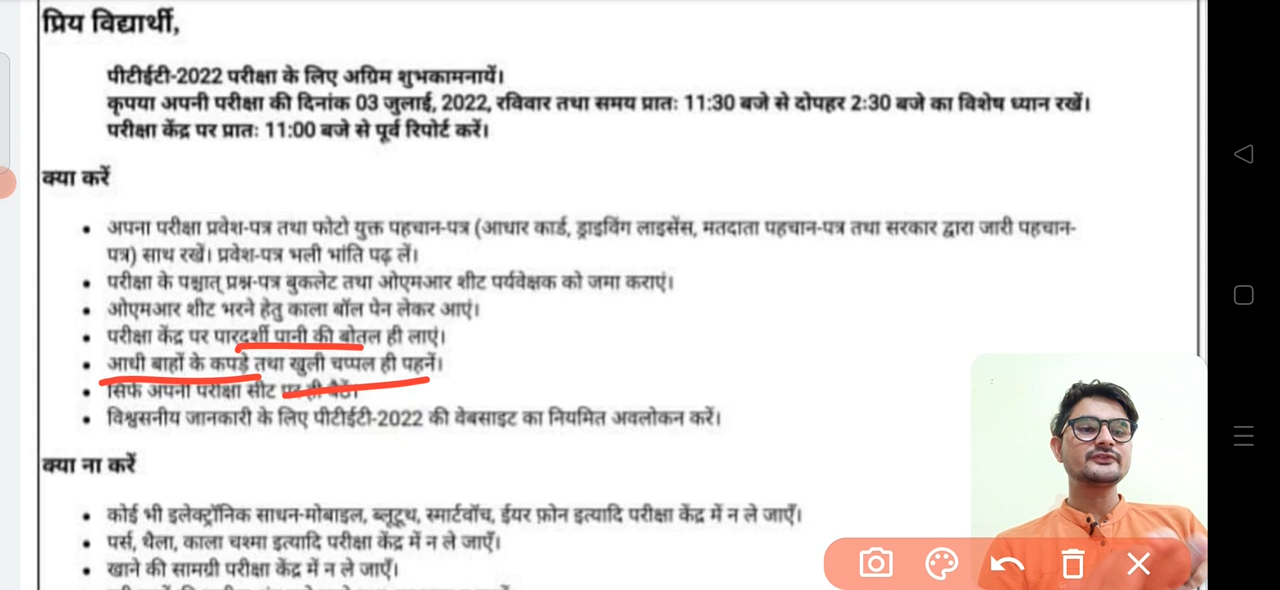 प्रिय विद्यार्थी,
पीटीईटी-2022 परीक्षा के लिए अग्रिम शुभकामनायें।
कृपया अपनी परीक्षा की दिनांक 03 जुलाई, 2022, रविवार तथा समय प्रातः 11:30 बजे से दोपहर 2:30 बजे का विशेष ध्यान रखें।
परीक्षा केंद्र पर प्रातः 11:00 बजे से पूर्व रिपोर्ट करें।
क्या करें
• अपना परीक्षा प्रवेश-पत्र तथा फोटो युक्त पहचान-पत्र (आधार कार्ड, ड्राइविंग लाइसेंस, मतदाता पहचान-पत्र तथा सरकार द्वारा जारी पहचान-
पत्र) साथ रखें। प्रवेश-पत्र भली भांति पढ़ लें।
• परीक्षा के पश्चात् प्रश्न-पत्र बुकलेट तथा ओएमआर शीट पर्यवेक्षक को जमा कराएं।
• ओएमआर शीट भरने हेतु काला बॉल पेन लेकर आएं।
• परीक्षा केंद्र पर पारदर्शी पानी की बोतल ही लाएं।
• आधी बाहों के कपड़े तथा खुली चप्पल ही पहनें।
• सिर्फ अपनी परीक्षा सीट पर ही बैठें।
• विश्वसनीय जानकारी के लिए पीटीईटी-2022 की वेबसाइट का नियमित अवलोकन करें।
क्या ना करें
• कोई भी इलेक्ट्रॉनिक साधन-मोबाइल, ब्लूटूथ, स्मार्टवॉच, ईयर फ़ोन इत्यादि परीक्षा केंद्र में न ले जाएँ।
• पर्स, थैला, काला चश्मा इत्यादि परीक्षा केंद्र में न ले जाएँ।
• खाने की सामग्री परीक्षा केंद्र में न ले जाएँ।